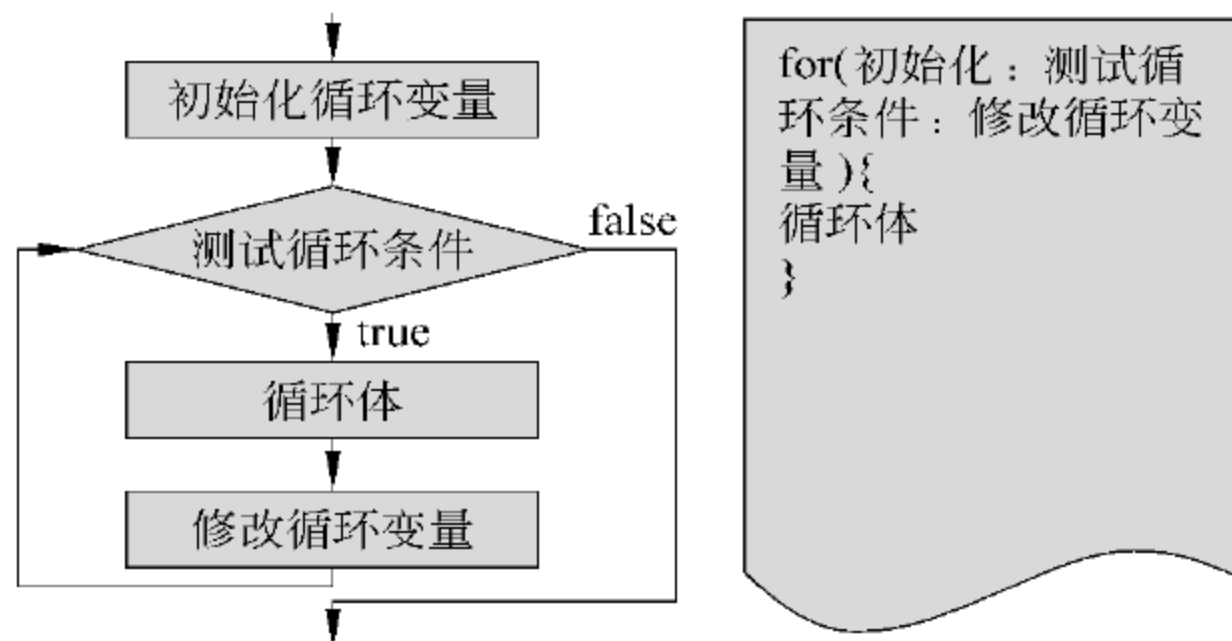 初始化循环变量
测试循环条件
false
true
循环体
修改循环变量
for(初始化：测试循
环条件：修改循环变
量){
循环体
}